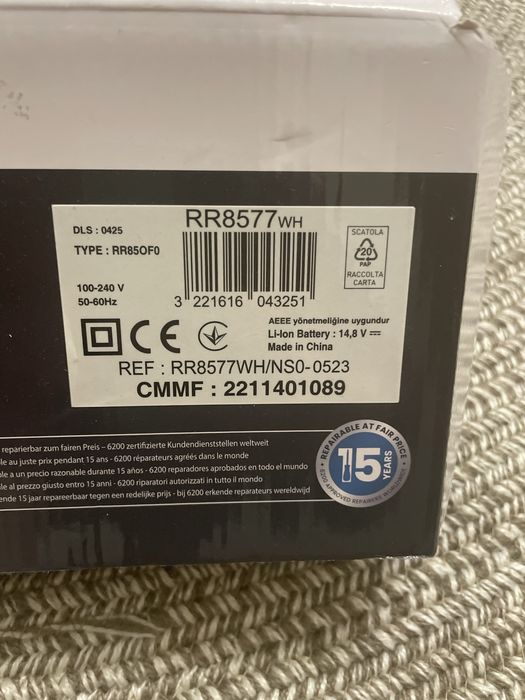 RR8577WH
DLS : 0425
TYPE : RR85OF0
100-240 V
50-60Hz
3 221616 043251
SCATOLA
20
PAP
RACCOLTA
CARTA
CE
AEEE yönetmeliğine uygundur
Li-Ion Battery : 14,8 V
Made in China
REF : RR8577WH/NS0-0523
CMMF : 2211401089
reparierbar zum fairen Preis – 6200 zertifizierte Kundendienststellen weltweit
le au juste prix pendant 15 ans - 6200 réparateurs agréés dans le monde
le a un precio razonable durante 15 años - 6200 reparadores aprobados en todo el mundo
le al prezzo giusto entro 15 anni - 6200 riparatori autorizzati in tutto il mondo
ende 15 jaar repareerbaar tegen een redelijke prijs - bij 6200 erkende reparateurs wereldwijd
REPAIRABLE AT FAIR PRICE
15 YEARS
6200 APPROVED REPAIRERS WORLDWIDE